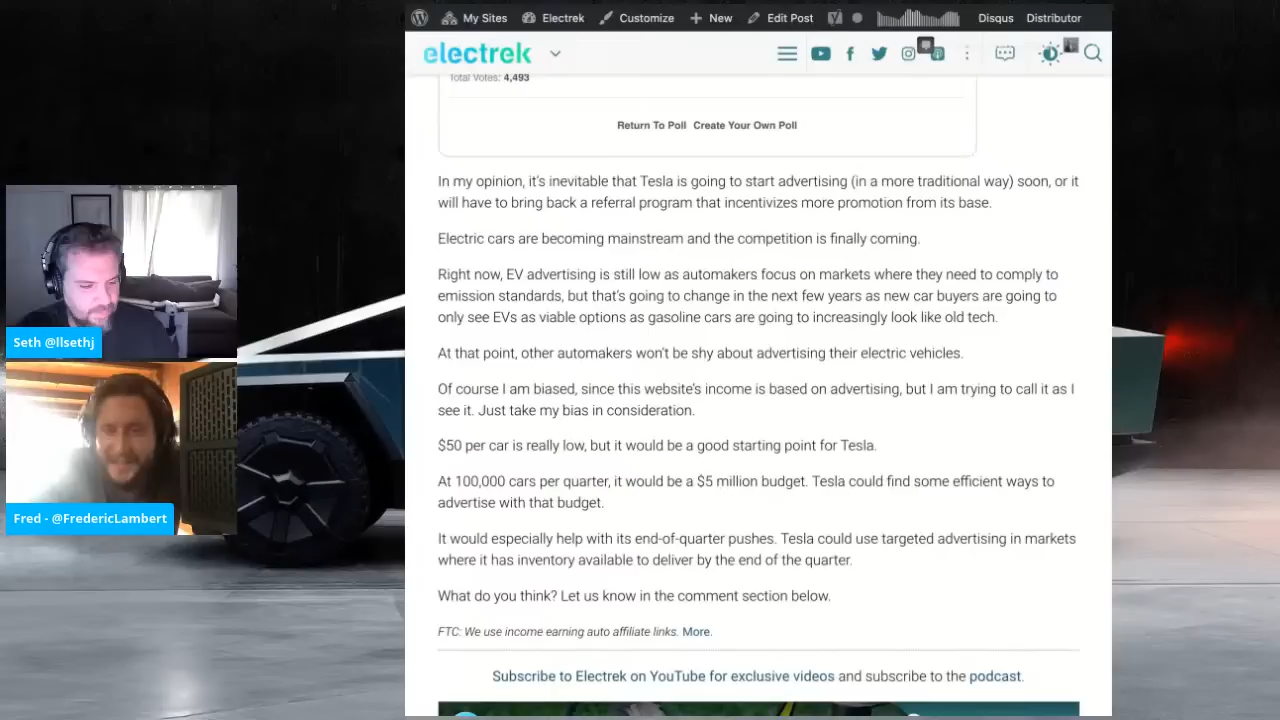 My Sites Electrek Customize New Edit Post Disqus Distributor
electrek
Total Votes: 4,493
Return To Poll Create Your Own Poll
In my opinion, it's inevitable that Tesla is going to start advertising (in a more traditional way) soon, or it
will have to bring back a referral program that incentivizes more promotion from its base.
Electric cars are becoming mainstream and the competition is finally coming.
Right now, EV advertising is still low as automakers focus on markets where they need to comply to
emission standards, but that's going to change in the next few years as new car buyers are going to
only see EVs as viable options as gasoline cars are going to increasingly look like old tech.
At that point, other automakers won't be shy about advertising their electric vehicles.
Of course I am biased, since this website's income is based on advertising, but I am trying to call it as I
see it. Just take my bias in consideration.
$50 per car is really low, but it would be a good starting point for Tesla.
At 100,000 cars per quarter, it would be a $5 million budget. Tesla could find some efficient ways to
advertise with that budget.
It would especially help with its end-of-quarter pushes. Tesla could use targeted advertising in markets
where it has inventory available to deliver by the end of the quarter.
What do you think? Let us know in the comment section below.
FTC: We use income earning auto affiliate links. More.
Subscribe to Electrek on YouTube for exclusive videos and subscribe to the podcast.
Seth @llsethj
Fred - @FredericLambert